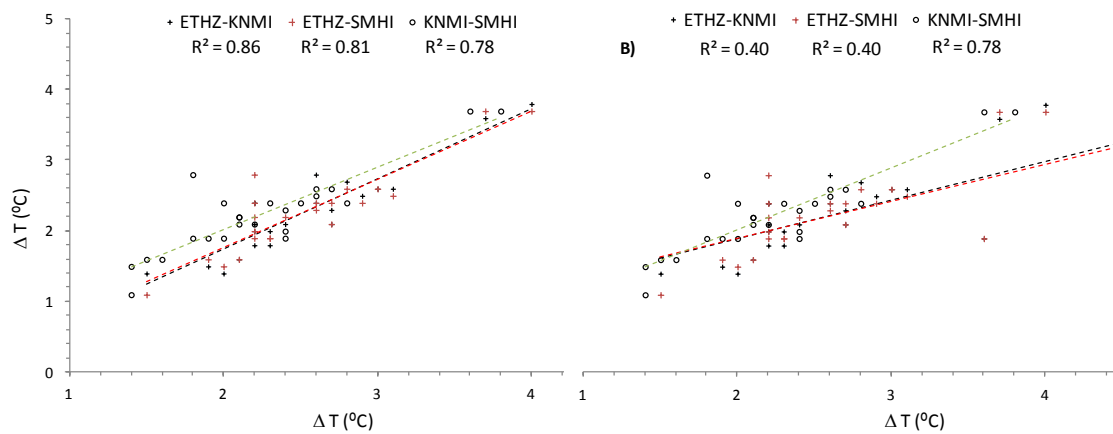 + ETHZ-KNMI + ETHZ-SMHI o KNMI-SMHI
R² = 0.86 R² = 0.81 R² = 0.78
5
4
3
2
1
0
Δ T (⁰C)
1 2 3 4
Δ T (⁰C)
+ ETHZ-KNMI + ETHZ-SMHI o KNMI-SMHI
B) R² = 0.40 R² = 0.40 R² = 0.78
1 2 3 4
Δ T (⁰C)